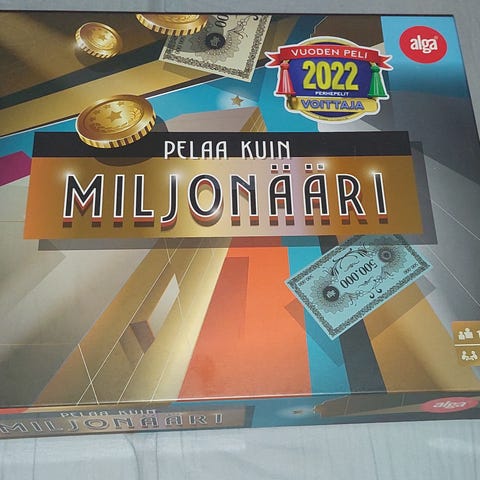 alga
VUODEN PELI
2022
PERHEPELIT
VOITTAJA
PELAA KUIN
MILJONÄÄRI
500.000
PELAA KUIN
MILJONÄÄRI
alga